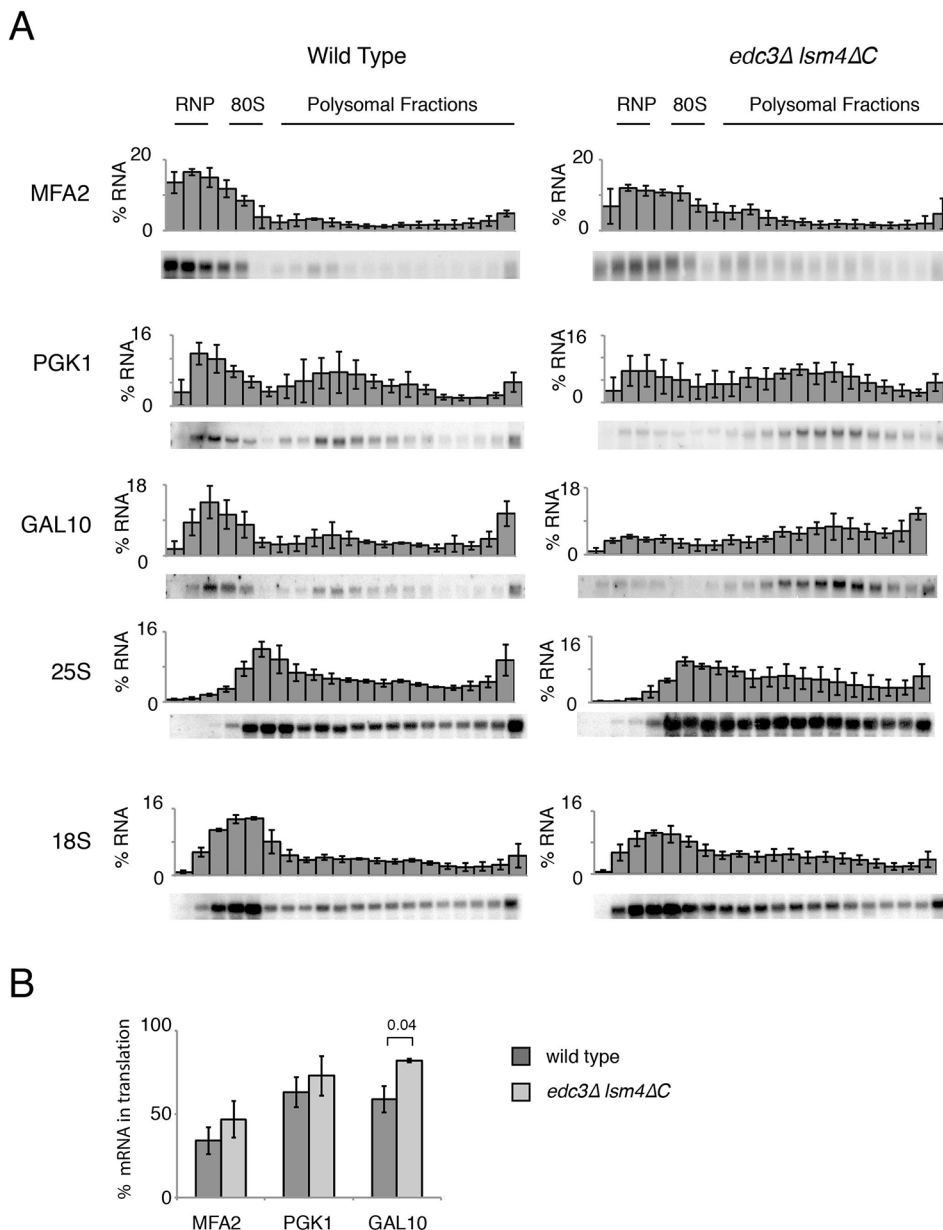 A
Wild Type
edc3Δ lsm4ΔC
RNP 80S Polysomal Fractions
RNP 80S Polysomal Fractions
MFA2
% RNA
20
0
% RNA
20
0
PGK1
% RNA
16
0
% RNA
16
0
GAL10
% RNA
18
0
% RNA
18
0
25S
% RNA
16
0
% RNA
16
0
18S
% RNA
16
0
% RNA
16
0
B
% mRNA in translation
100
50
0
0.04
MFA2 PGK1 GAL10
wild type
edc3Δ lsm4ΔC